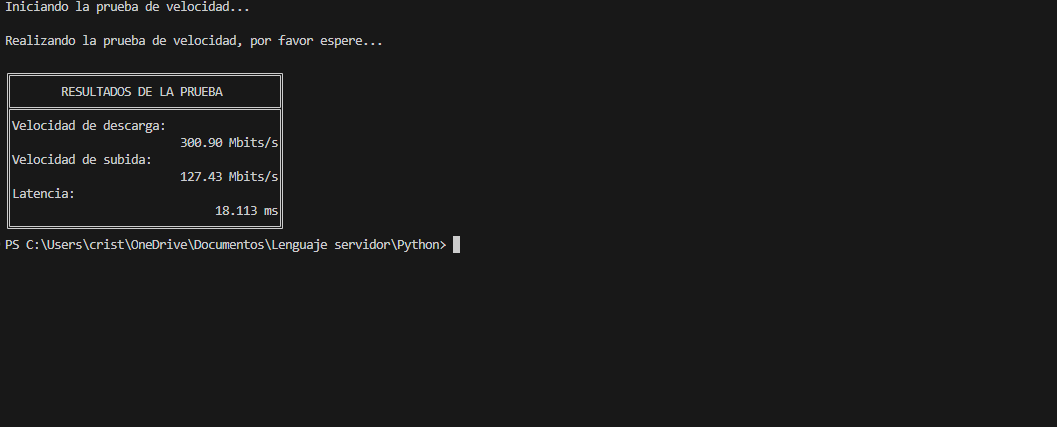 Iniciando la prueba de velocidad...
Realizando la prueba de velocidad, por favor espere...
RESULTADOS DE LA PRUEBA
Velocidad de descarga:
300.90 Mbits/s
Velocidad de subida:
127.43 Mbits/s
Latencia:
18.113 ms
PS C:\Users\crist\OneDrive\Documentos\Lenguaje servidor\Python>